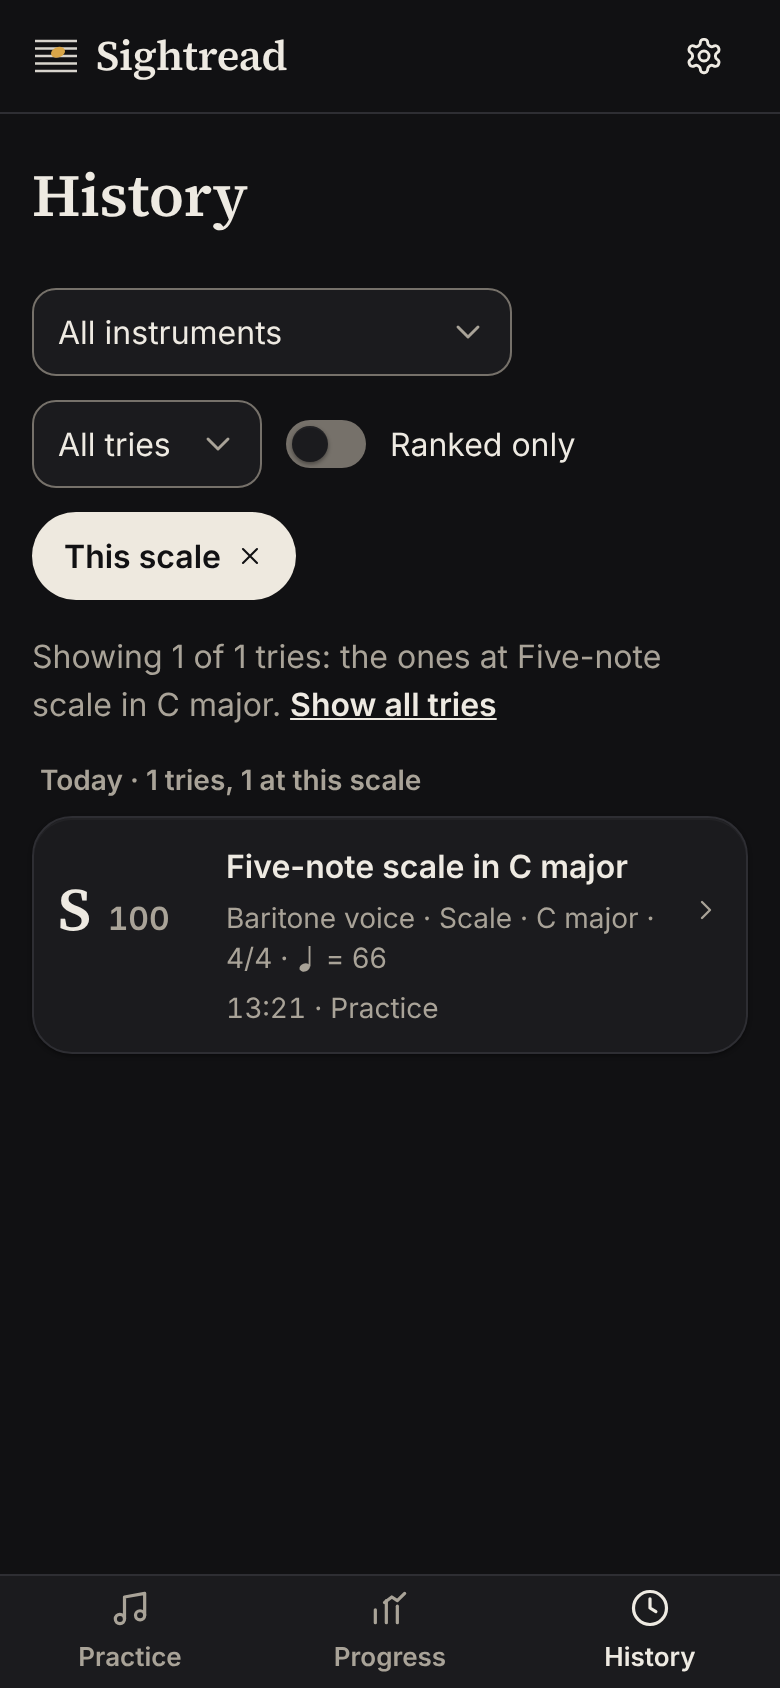 Sightread
History
All instruments
All tries
Ranked only
This scale ×
Showing 1 of 1 tries: the ones at Five-note
scale in C major. Show all tries
Today · 1 tries, 1 at this scale
S 100
Five-note scale in C major
Baritone voice · Scale · C major ·
4/4 · ♩ = 66
13:21 · Practice
Practice
Progress
History